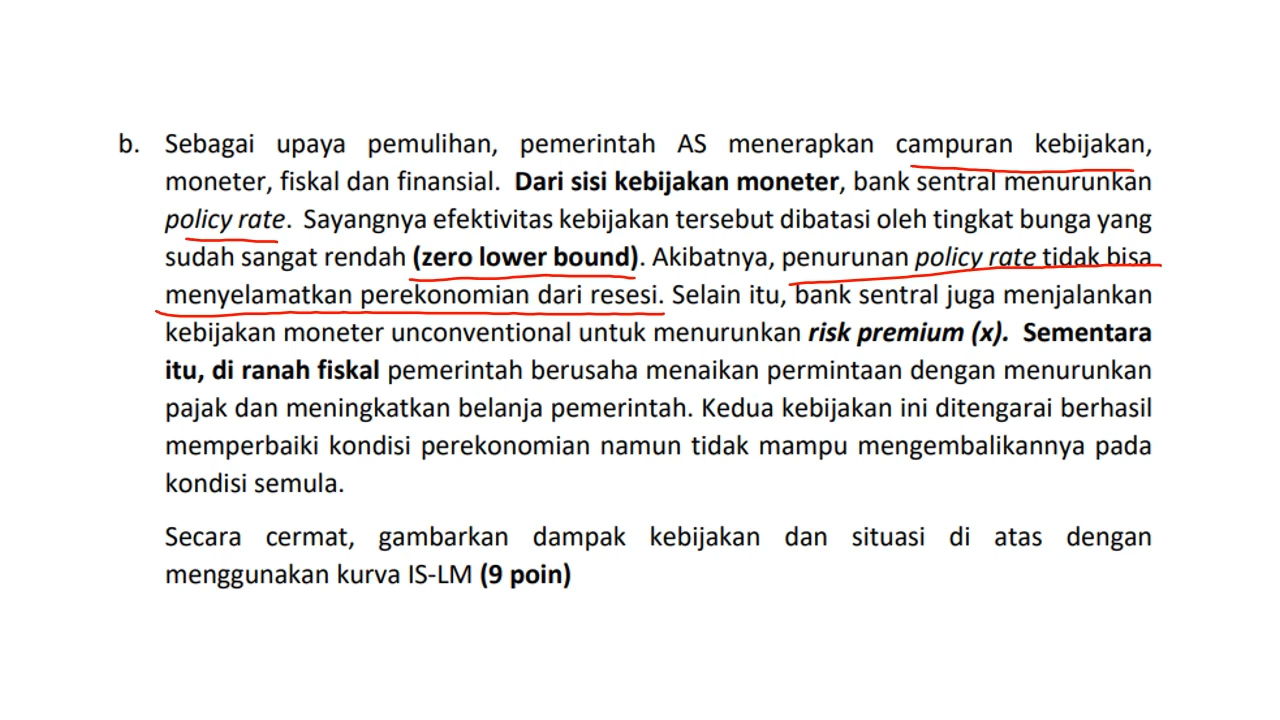 b. Sebagai upaya pemulihan, pemerintah AS menerapkan campuran kebijakan,
moneter, fiskal dan finansial. Dari sisi kebijakan moneter, bank sentral menurunkan
policy rate. Sayangnya efektivitas kebijakan tersebut dibatasi oleh tingkat bunga yang
sudah sangat rendah (zero lower bound). Akibatnya, penurunan policy rate tidak bisa
menyelamatkan perekonomian dari resesi. Selain itu, bank sentral juga menjalankan
kebijakan moneter unconventional untuk menurunkan risk premium (x). Sementara
itu, di ranah fiskal pemerintah berusaha menaikan permintaan dengan menurunkan
pajak dan meningkatkan belanja pemerintah. Kedua kebijakan ini ditengarai berhasil
memperbaiki kondisi perekonomian namun tidak mampu mengembalikannya pada
kondisi semula.
Secara cermat, gambarkan dampak kebijakan dan situasi di atas dengan
menggunakan kurva IS-LM (9 poin)